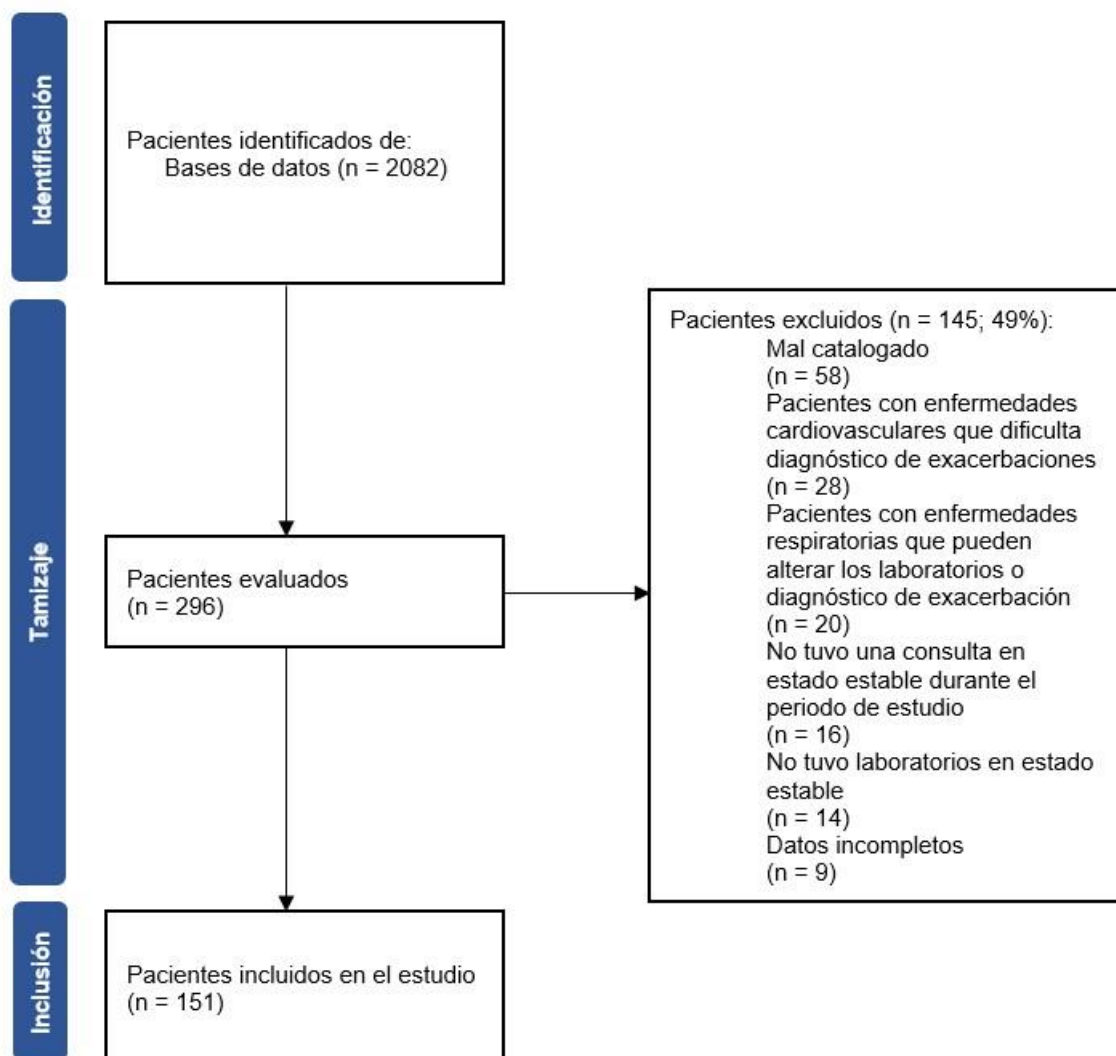 Identificación
Pacientes identificados de:
Bases de datos (n = 2082)
Tamizaje
Pacientes evaluados
(n = 296)
Pacientes excluidos (n = 145; 49%):
Mal catalogado
(n = 58)
Pacientes con enfermedades
cardiovasculares que dificulta
diagnóstico de exacerbaciones
(n = 28)
Pacientes con enfermedades
respiratorias que pueden
alterar los laboratorios o
diagnóstico de exacerbación
(n = 20)
No tuvo una consulta en
estado estable durante el
periodo de estudio
(n = 16)
No tuvo laboratorios en estado
estable
(n = 14)
Datos incompletos
(n = 9)
Inclusión
Pacientes incluidos en el estudio
(n = 151)